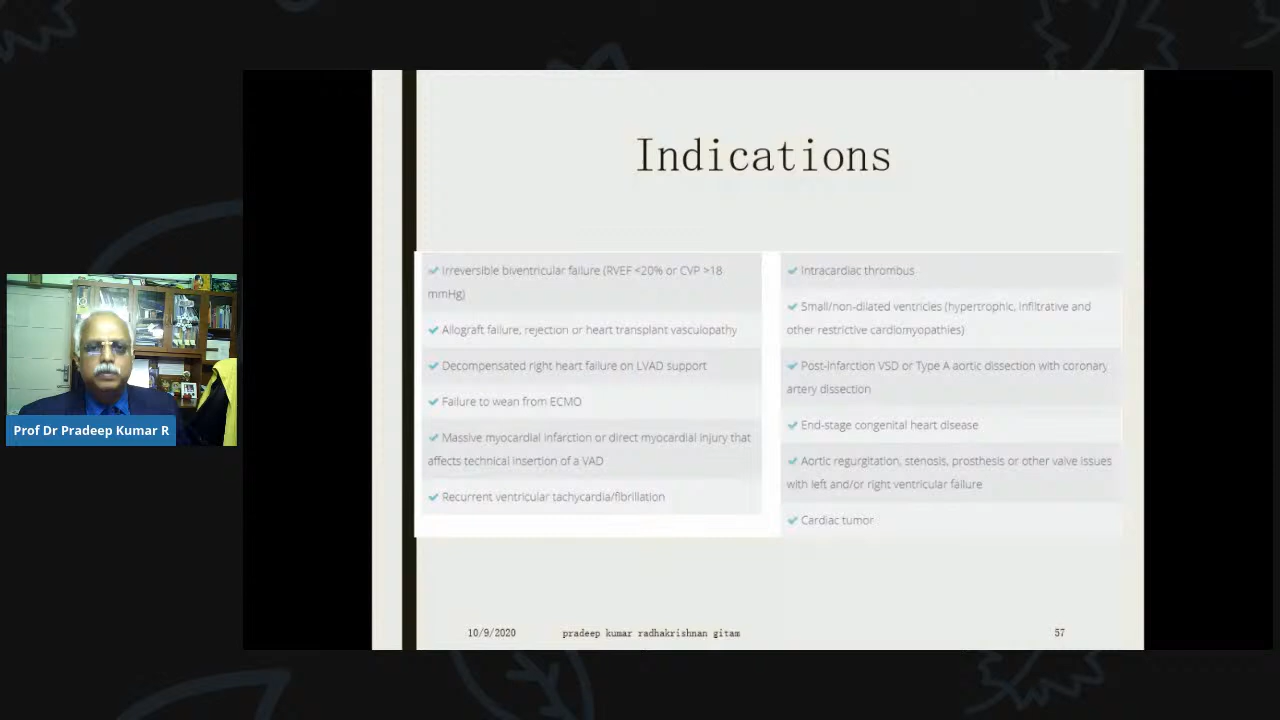 Indications
✔ Irreversible biventricular failure (RVEF <20% or CVP >18
mmHg)
✔ Allograft failure, rejection or heart transplant vasculopathy
✔ Decompensated right heart failure on LVAD support
✔ Failure to wean from ECMO
✔ Massive myocardial infarction or direct myocardial injury that
affects technical insertion of a VAD
✔ Recurrent ventricular tachycardia/fibrillation
✔ Intracardiac thrombus
✔ Small/non-dilated ventricles (hypertrophic, infiltrative and
other restrictive cardiomyopathies)
✔ Post-infarction VSD or Type A aortic dissection with coronary
artery dissection
✔ End-stage congenital heart disease
✔ Aortic regurgitation, stenosis, prosthesis or other valve issues
with left and/or right ventricular failure
✔ Cardiac tumor
10/9/2020 pradeep kumar radhakrishnan gitam 57
Prof Dr Pradeep Kumar R